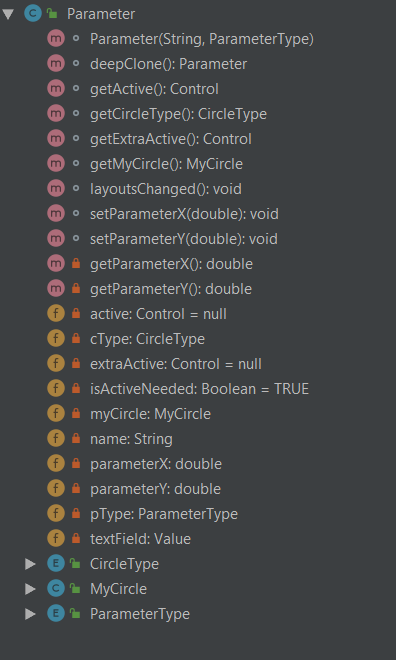 Parameter
Parameter(String, ParameterType)
deepClone(): Parameter
getActive(): Control
getCircleType(): CircleType
getExtraActive(): Control
getMyCircle(): MyCircle
layoutsChanged(): void
setParameterX(double): void
setParameterY(double): void
getParameterX(): double
getParameterY(): double
active: Control = null
cType: CircleType
extraActive: Control = null
isActiveNeeded: Boolean = TRUE
myCircle: MyCircle
name: String
parameterX: double
parameterY: double
pType: ParameterType
textField: Value
CircleType
MyCircle
ParameterType